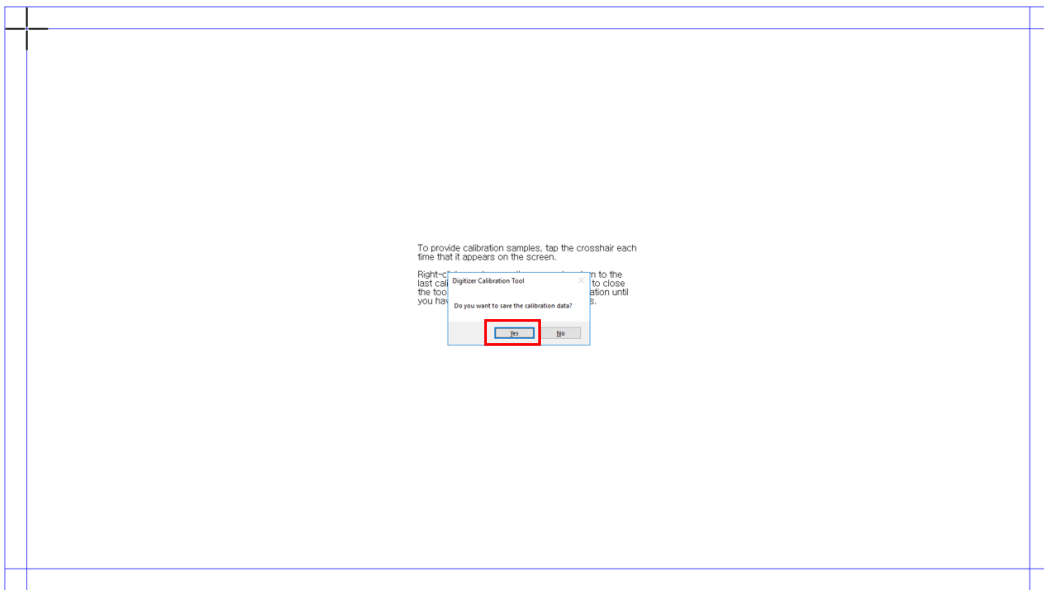 To provide calibration samples, tap the crosshair each
time that it appears on the screen.
Right-c
n to the
last cali
to close
the too
ation until
you hav
s.
Digitizer Calibration Tool
Do you want to save the calibration data?
Yes
No